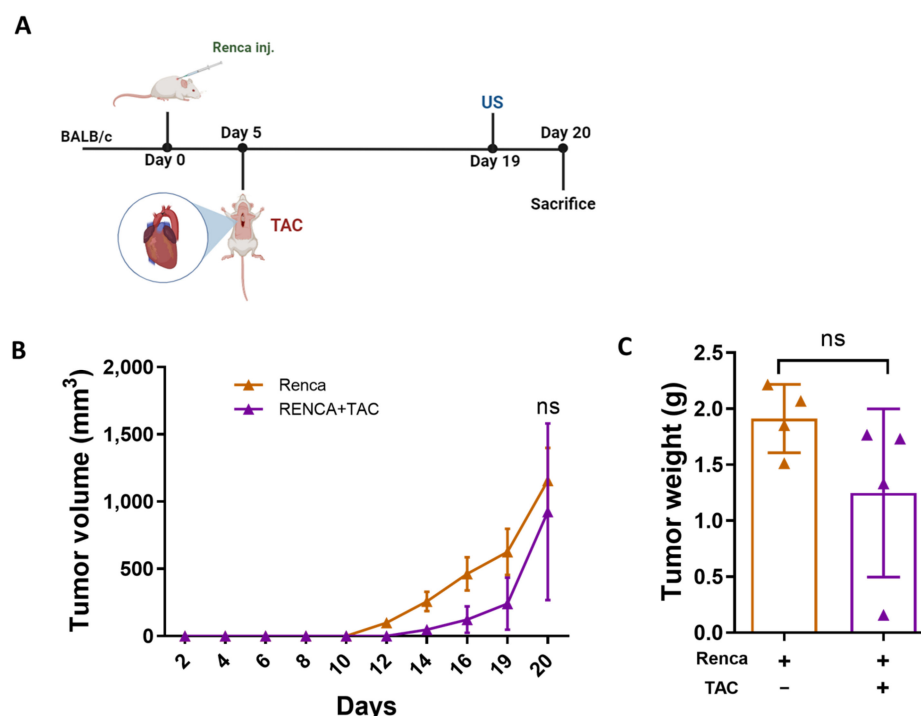 A
Renca inj.
US
BALB/c
Day 5
Day 20
Day 0
Day 19
TAC
Sacrifice
B
Tumor volume (mm³)
2,000
1,500
1,000
500
0
Renca
RENCA+TAC
ns
2 4 6 8 10 12 14 16 19 20
Days
C
ns
Tumor weight (g)
2.5
2.0
1.5
1.0
0.5
0.0
Renca + +
TAC − +